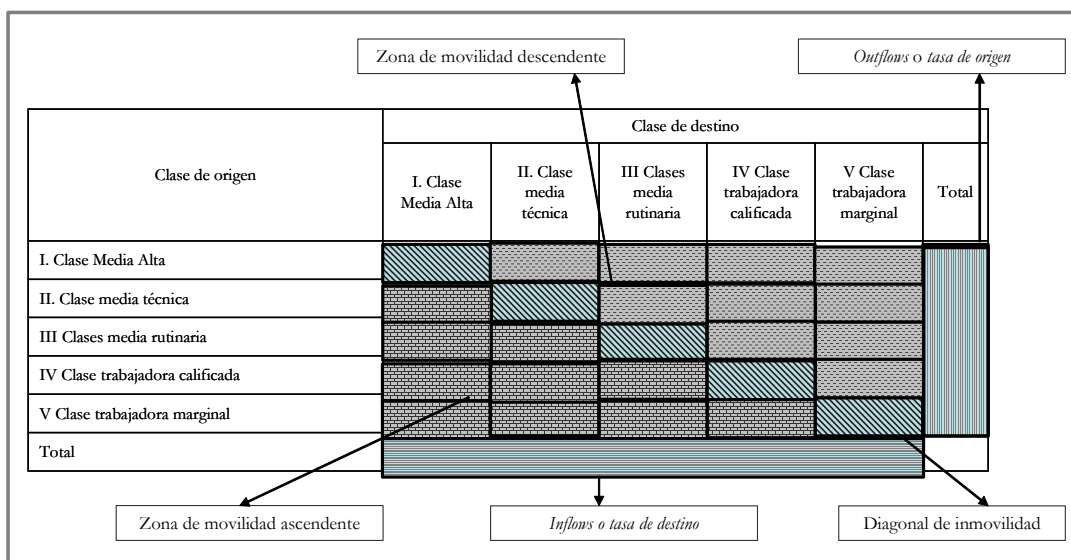 Zona de movilidad descendente
Outflows o tasa de origen
Clase de destino
Clase de origen
I. Clase
Media Alta
II. Clase
media
técnica
III Clases
media
rutinaria
IV Clase
trabajadora
calificada
V Clase
trabajadora
marginal
Total
I. Clase Media Alta
II. Clase media técnica
III Clases media rutinaria
IV Clase trabajadora calificada
V Clase trabajadora marginal
Total
Zona de movilidad ascendente
Inflows o tasa de destino
Diagonal de inmovilidad